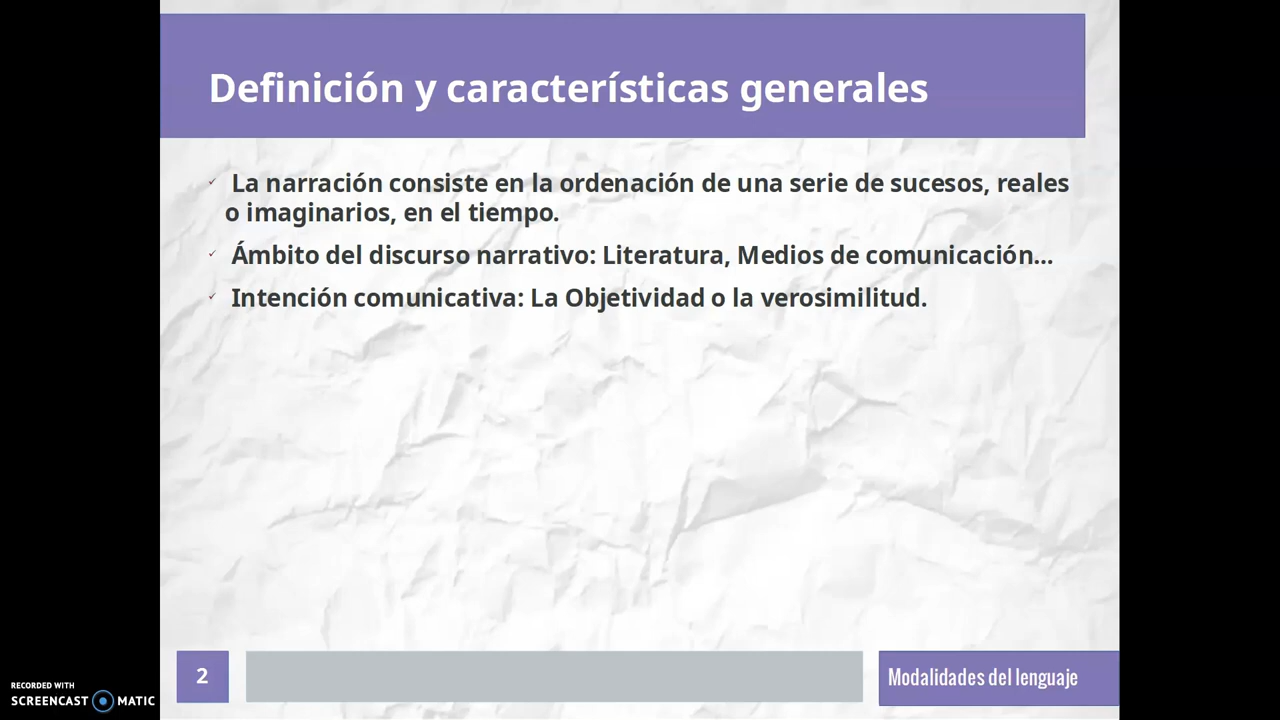 Definición y características generales
✓ La narración consiste en la ordenación de una serie de sucesos, reales
o imaginarios, en el tiempo.
✓ Ámbito del discurso narrativo: Literatura, Medios de comunicación...
✓ Intención comunicativa: La Objetividad o la verosimilitud.
2
Modalidades del lenguaje
RECORDED WITH
SCREENCAST MATIC